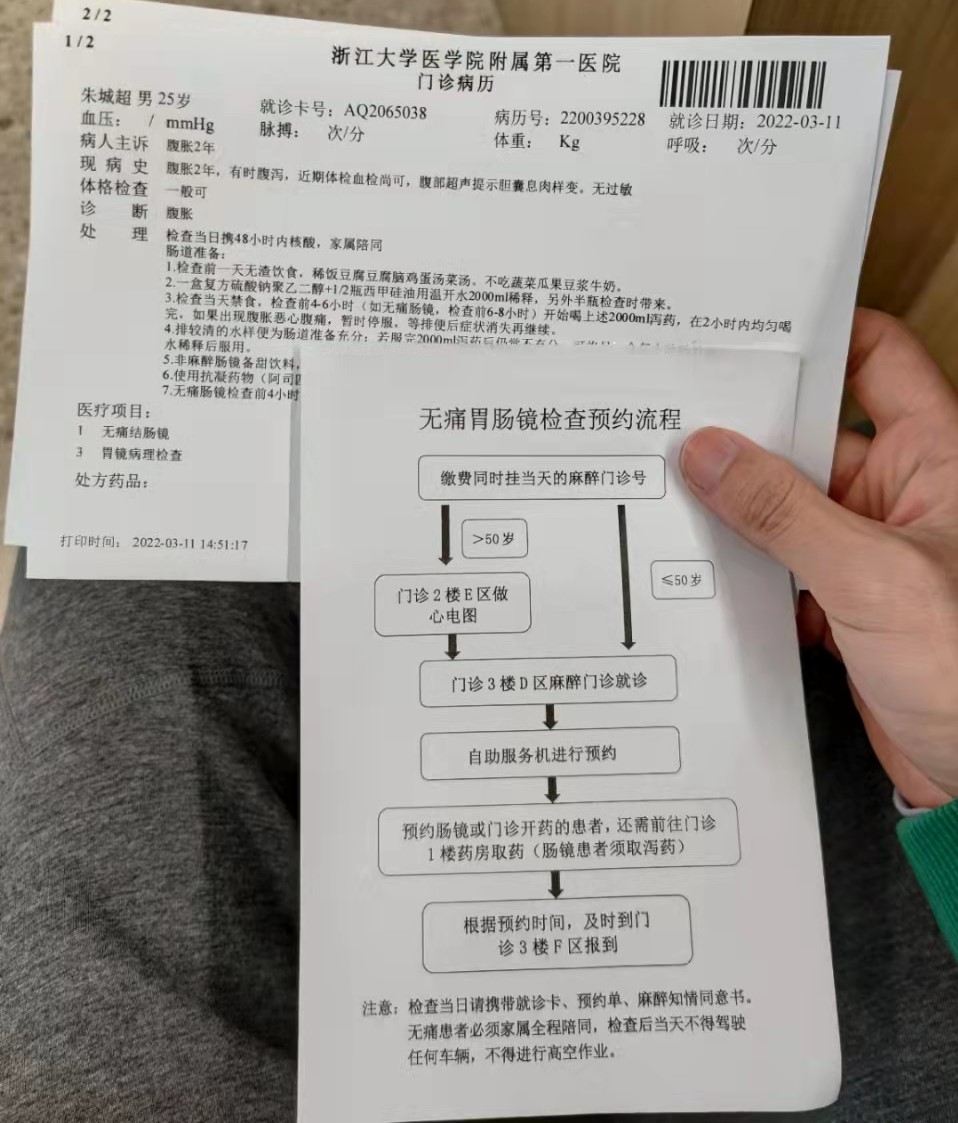 2/2
1/2
浙江大学医学院附属第一医院
门诊病历
朱城超 男 25岁 就诊卡号：AQ2065038 病历号：2200395228 就诊日期：2022-03-11
血压： / mmHg 脉搏： 次/分 体重： Kg 呼吸： 次/分
病人主诉 腹胀2年
现病史 腹胀2年，有时腹泻，近期体检血检尚可，腹部超声提示胆囊息肉样变。无过敏
体格检查 一般可
诊断 腹胀
处理 检查当日携48小时内核酸，家属陪同
肠道准备：
1.检查前一天无渣饮食，稀饭豆腐豆腐脑鸡蛋汤菜汤。不吃蔬菜瓜果豆浆牛奶。
2.一盒复方硫酸钠聚乙二醇+1/2瓶西甲硅油用温开水2000ml稀释，另外半瓶检查时带来。
3.检查当天禁食，检查前4-6小时（如无痛肠镜，检查前6-8小时）开始喝上述2000ml泻药，在2小时内均匀喝
完。如果出现腹胀恶心腹痛，暂时停服。等排便后症状消失再继续。
4.排较清的水样便为肠道准备充分；若服完2000ml泻药后仍
水稀释后服用。
5.非麻醉肠镜备甜饮料，
6.使用抗凝药物（阿司匹
7.无痛肠镜检查前4小时
医疗项目：
1 无痛结肠镜
3 胃镜病理检查
处方药品：
打印时间： 2022-03-11 14:51:17
无痛胃肠镜检查预约流程
缴费同时挂当天的麻醉门诊号
>50岁
≤50岁
门诊2楼E区做
心电图
门诊3楼D区麻醉门诊就诊
自助服务机进行预约
预约肠镜或门诊开药的患者，还需前往门诊
1楼药房取药（肠镜患者须取泻药）
根据预约时间，及时到门
诊3楼F区报到
注意：检查当日请携带就诊卡、预约单、麻醉知情同意书。
无痛患者必须家属全程陪同，检查后当天不得驾驶
任何车辆，不得进行高空作业。